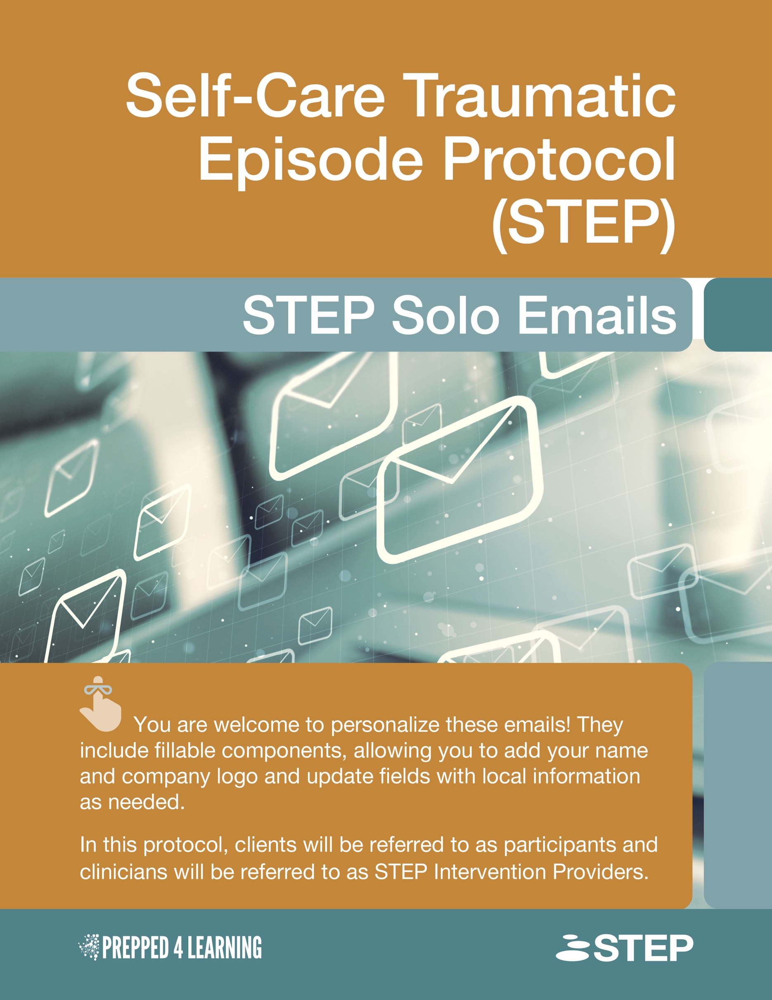 Self-Care Traumatic
Episode Protocol
(STEP)
STEP Solo Emails
You are welcome to personalize these emails! They
include fillable components, allowing you to add your name
and company logo and update fields with local information
as needed.
In this protocol, clients will be referred to as participants and
clinicians will be referred to as STEP Intervention Providers.
PREPPED 4 LEARNING
STEP